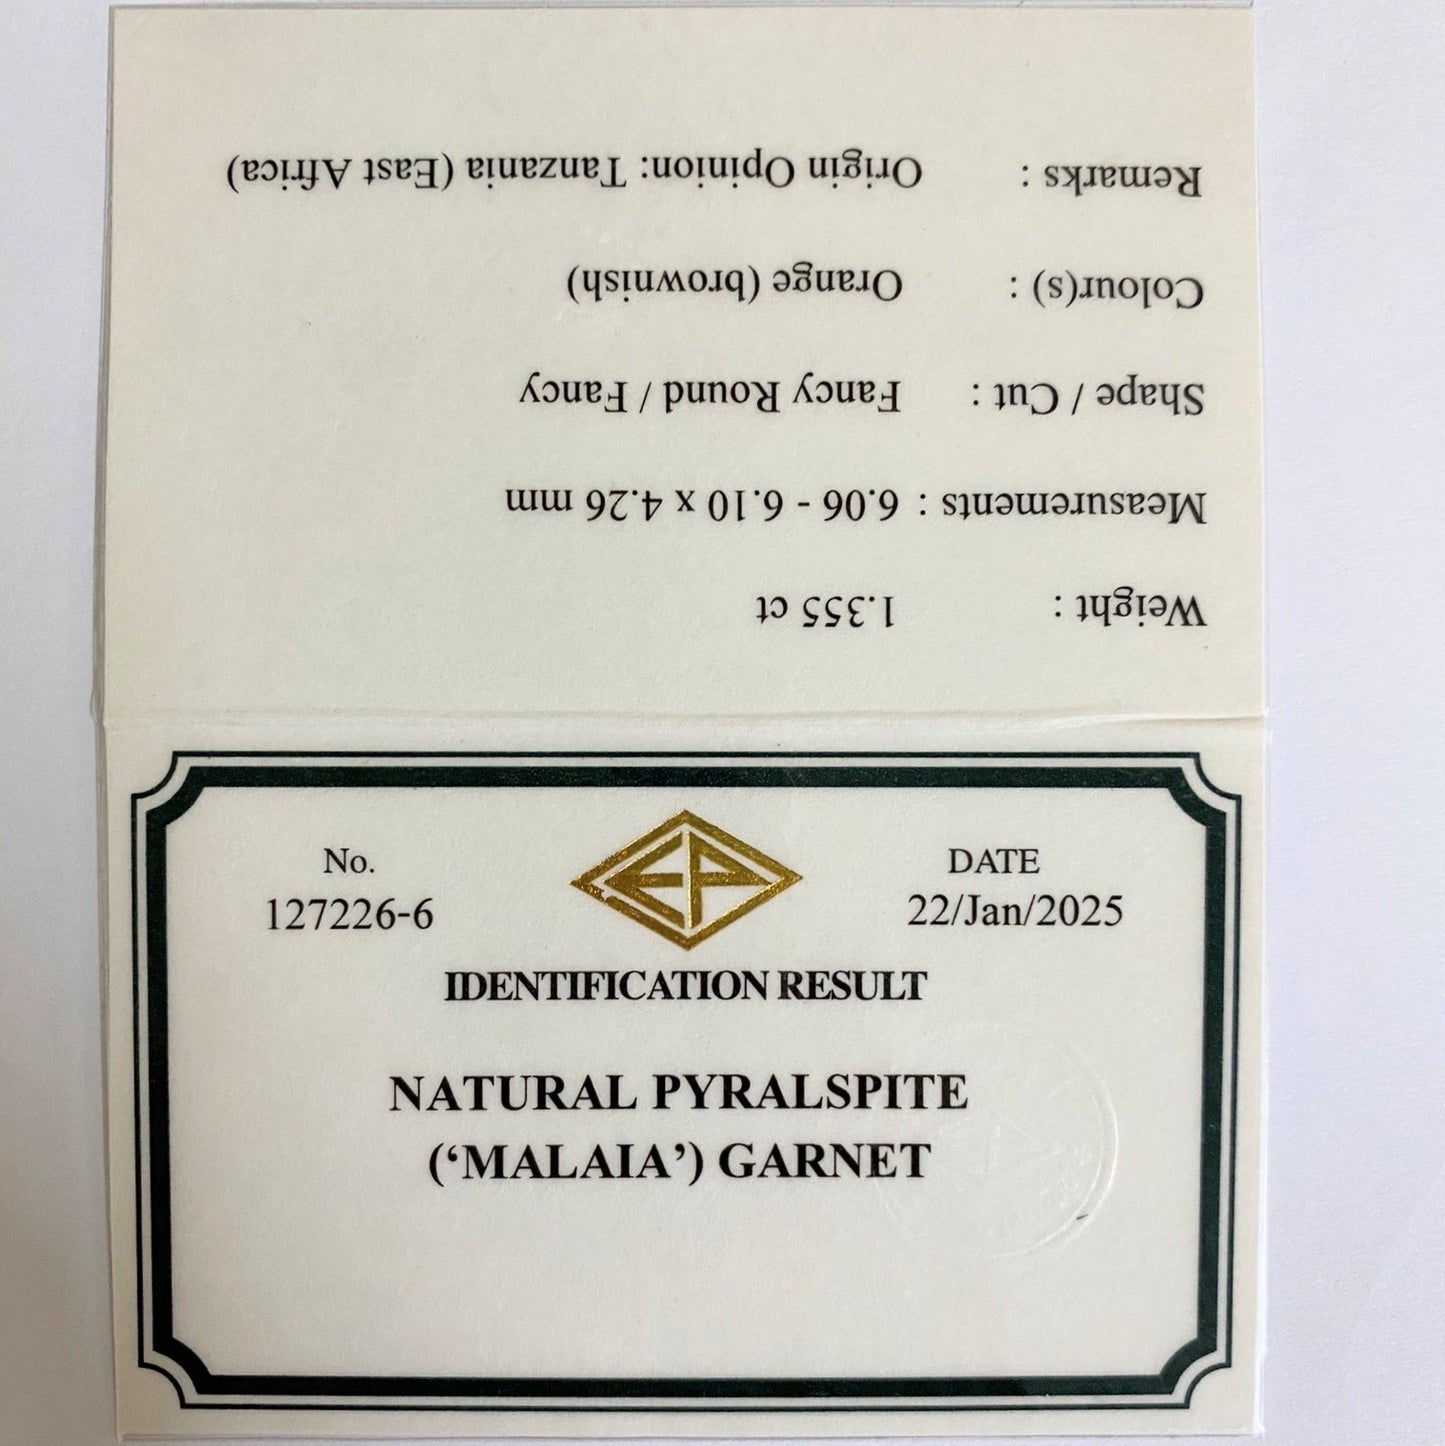 Weight : 1.355 ct
Measurements : 6.06 - 6.10 x 4.26 mm
Shape / Cut : Fancy Round / Fancy
Colour(s) : Orange (brownish)
Remarks : Origin Opinion: Tanzania (East Africa)
No.
127226-6
EP
DATE
22/Jan/2025
IDENTIFICATION RESULT
NATURAL PYRALSPITE
(‘MALAIA’) GARNET